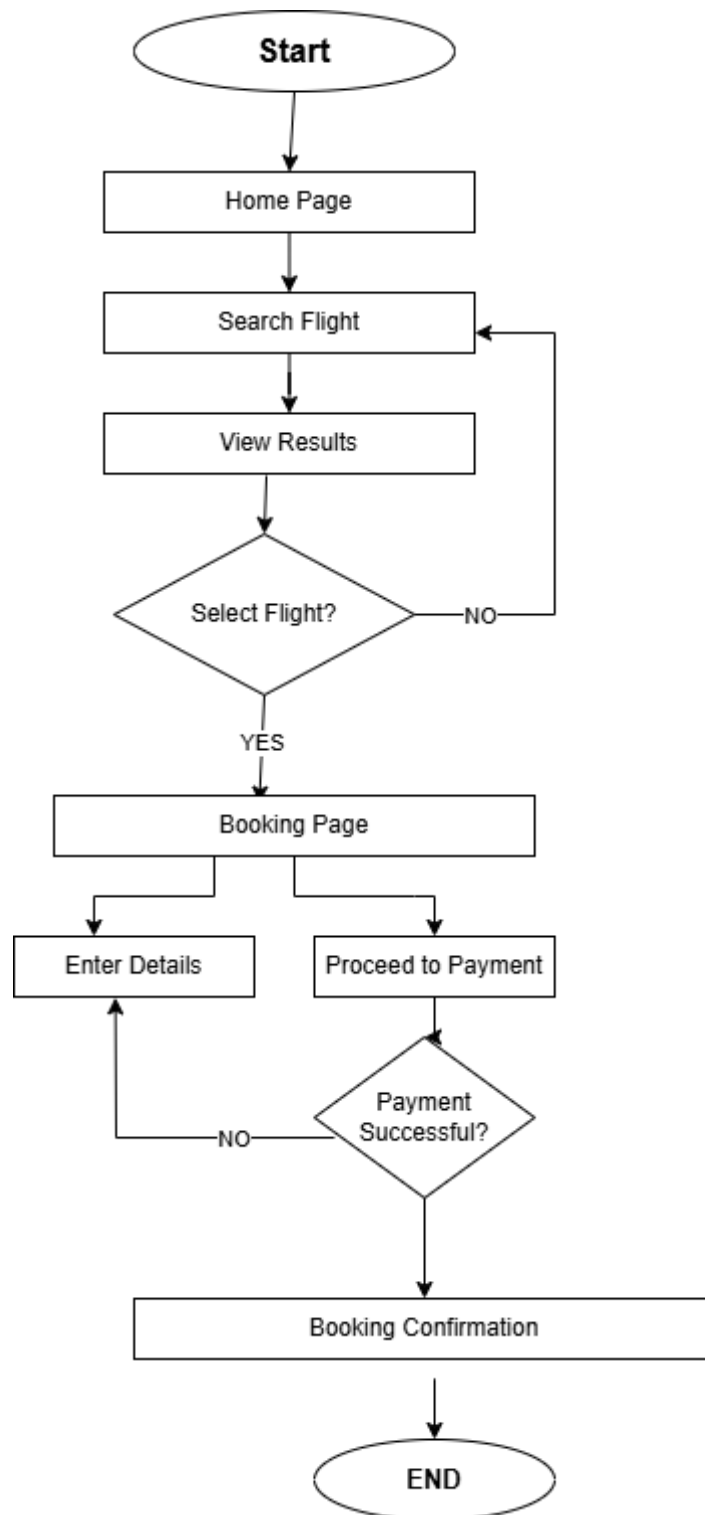 Start
Home Page
Search Flight
View Results
Select Flight?
NO
YES
Booking Page
Enter Details
Proceed to Payment
Payment
Successful?
NO
Booking Confirmation
END